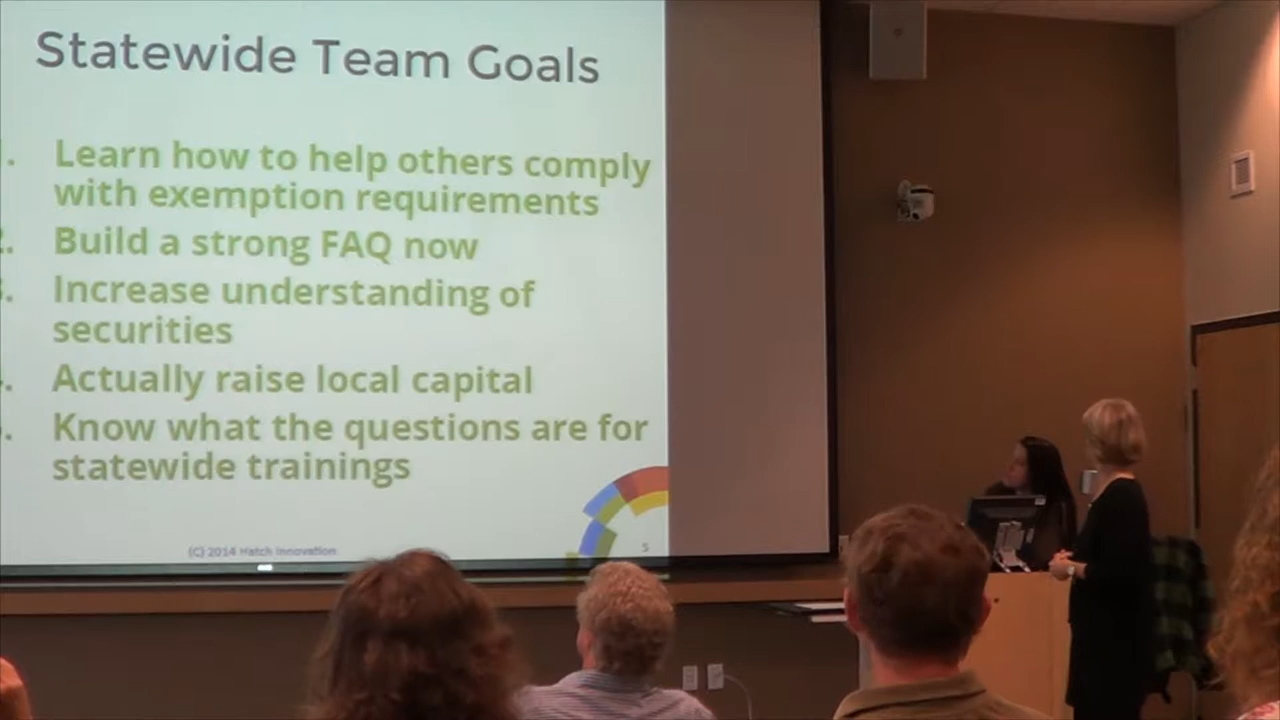 Statewide Team Goals
. Learn how to help others comply
with exemption requirements
. Build a strong FAQ now
. Increase understanding of
securities
. Actually raise local capital
. Know what the questions are for
statewide trainings
(C) 2014 Hatch Innovation
5